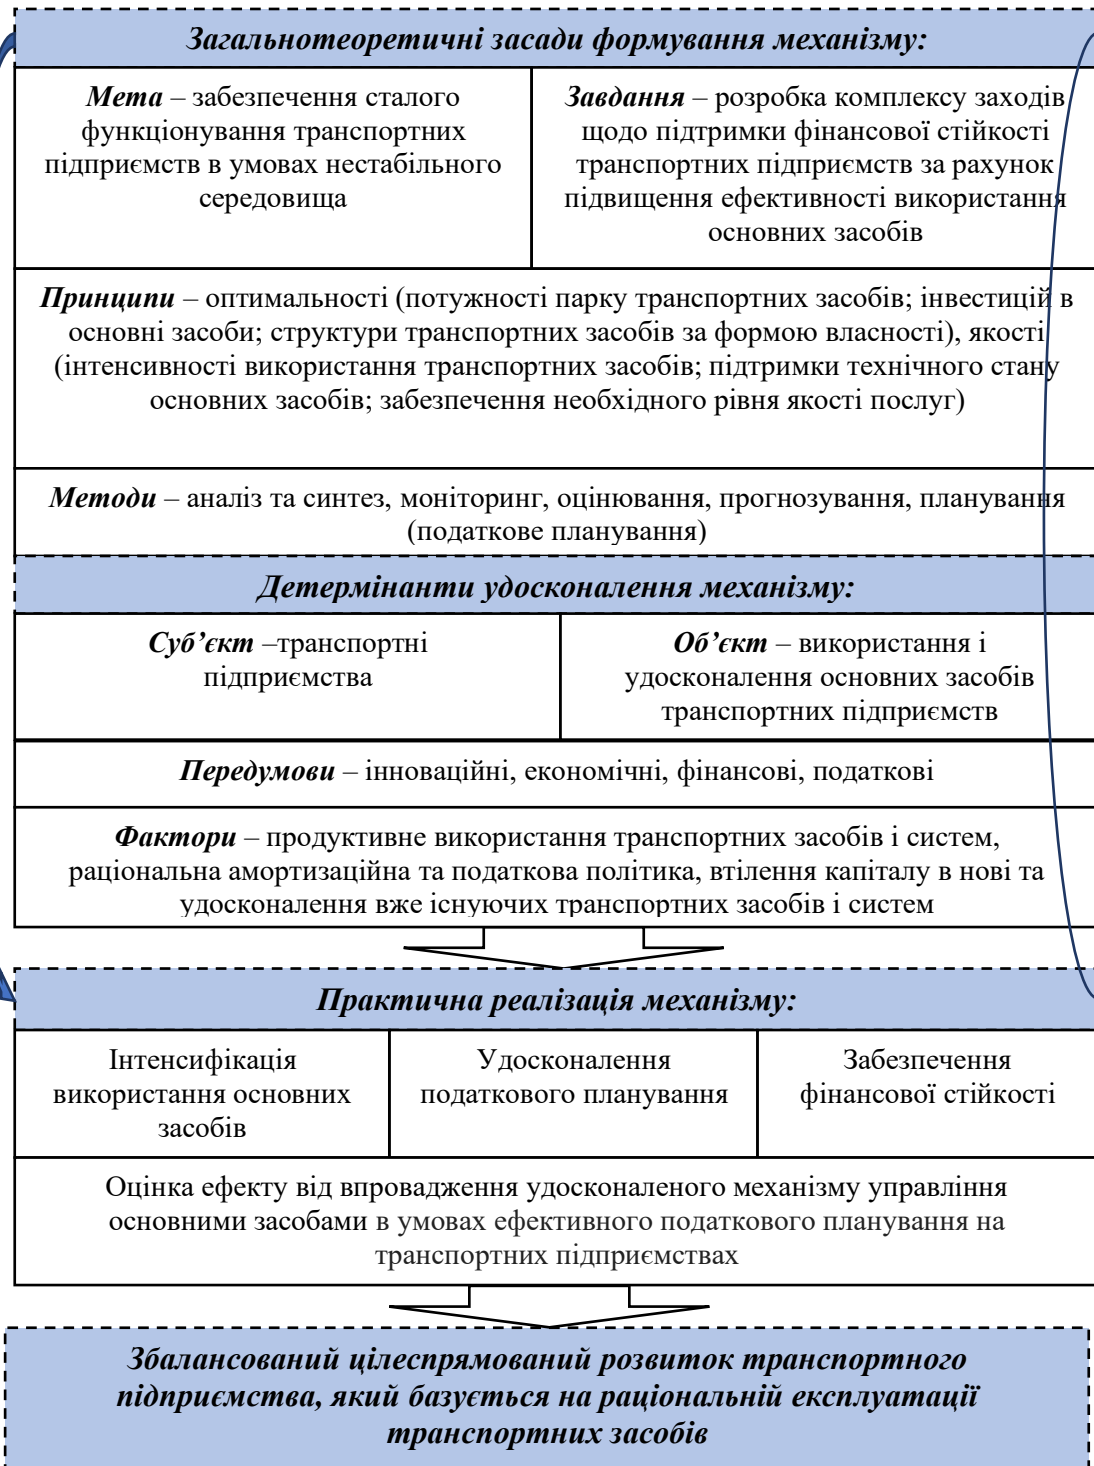 Загальнотеоретичні засади формування механізму:
Мета – забезпечення сталого
функціонування транспортних
підприємств в умовах нестабільного
середовища
Завдання – розробка комплексу заходів
щодо підтримки фінансової стійкості
транспортних підприємств за рахунок
підвищення ефективності використання
основних засобів
Принципи – оптимальності (потужності парку транспортних засобів; інвестицій в
основні засоби; структури транспортних засобів за формою власності), якості
(інтенсивності використання транспортних засобів; підтримки технічного стану
основних засобів; забезпечення необхідного рівня якості послуг)
Методи – аналіз та синтез, моніторинг, оцінювання, прогнозування, планування
(податкове планування)
Детермінанти удосконалення механізму:
Суб’єкт –транспортні
підприємства
Об’єкт – використання і
удосконалення основних засобів
транспортних підприємств
Передумови – інноваційні, економічні, фінансові, податкові
Фактори – продуктивне використання транспортних засобів і систем,
раціональна амортизаційна та податкова політика, втілення капіталу в нові та
удосконалення вже існуючих транспортних засобів і систем
Практична реалізація механізму:
Інтенсифікація
використання основних
засобів
Удосконалення
податкового планування
Забезпечення
фінансової стійкості
Оцінка ефекту від впровадження удосконаленого механізму управління
основними засобами в умовах ефективного податкового планування на
транспортних підприємствах
Збалансований цілеспрямований розвиток транспортного
підприємства, який базується на раціональній експлуатації
транспортних засобів